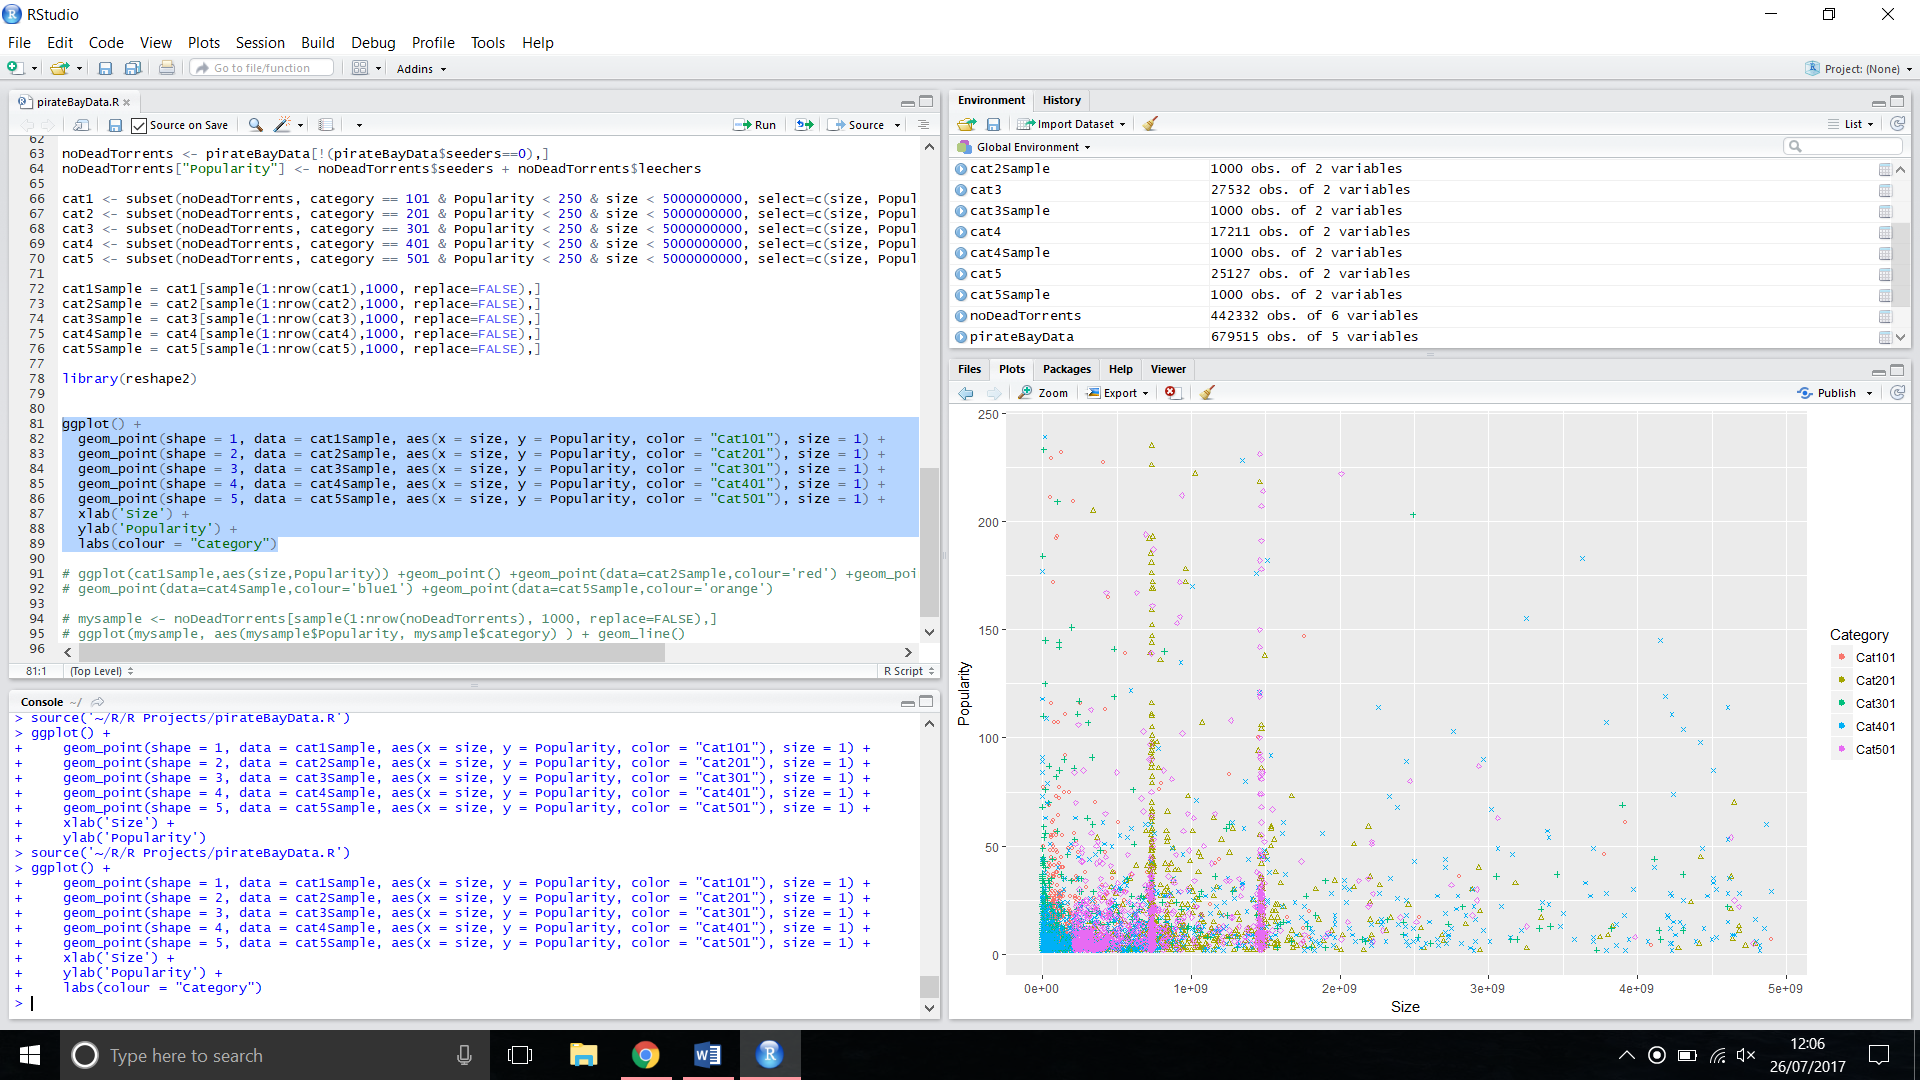 RStudio
File Edit Code View Plots Session Build Debug Profile Tools Help
Go to file/function Addins Project: (None)
pirateBayData.R
Source on Save Run Source
62
63 noDeadTorrents <- pirateBayData[!(pirateBayData$seeders==0),]
64 noDeadTorrents["Popularity"] <- noDeadTorrents$seeders + noDeadTorrents$leechers
65
66 cat1 <- subset(noDeadTorrents, category == 101 & Popularity < 250 & size < 5000000000, select=c(size, Popul
67 cat2 <- subset(noDeadTorrents, category == 201 & Popularity < 250 & size < 5000000000, select=c(size, Popul
68 cat3 <- subset(noDeadTorrents, category == 301 & Popularity < 250 & size < 5000000000, select=c(size, Popul
69 cat4 <- subset(noDeadTorrents, category == 401 & Popularity < 250 & size < 5000000000, select=c(size, Popul
70 cat5 <- subset(noDeadTorrents, category == 501 & Popularity < 250 & size < 5000000000, select=c(size, Popul
71
72 cat1Sample = cat1[sample(1:nrow(cat1),1000, replace=FALSE),]
73 cat2Sample = cat2[sample(1:nrow(cat2),1000, replace=FALSE),]
74 cat3Sample = cat3[sample(1:nrow(cat3),1000, replace=FALSE),]
75 cat4Sample = cat4[sample(1:nrow(cat4),1000, replace=FALSE),]
76 cat5Sample = cat5[sample(1:nrow(cat5),1000, replace=FALSE),]
77
78 library(reshape2)
79
80
81 ggplot() +
82 geom_point(shape = 1, data = cat1Sample, aes(x = size, y = Popularity, color = "Cat101"), size = 1) +
83 geom_point(shape = 2, data = cat2Sample, aes(x = size, y = Popularity, color = "Cat201"), size = 1) +
84 geom_point(shape = 3, data = cat3Sample, aes(x = size, y = Popularity, color = "Cat301"), size = 1) +
85 geom_point(shape = 4, data = cat4Sample, aes(x = size, y = Popularity, color = "Cat401"), size = 1) +
86 geom_point(shape = 5, data = cat5Sample, aes(x = size, y = Popularity, color = "Cat501"), size = 1) +
87 xlab('Size') +
88 ylab('Popularity') +
89 labs(colour = "Category")
90
91 # ggplot(cat1Sample,aes(size,Popularity)) +geom_point() +geom_point(data=cat2Sample,colour='red') +geom_poi
92 # geom_point(data=cat4Sample,colour='blue1') +geom_point(data=cat5Sample,colour='orange')
93
94 # mysample <- noDeadTorrents[sample(1:nrow(noDeadTorrents), 1000, replace=FALSE),]
95 # ggplot(mysample, aes(mysample$Popularity, mysample$category) ) + geom_line()
96
81:1 (Top Level) R Script
Console ~/
> source('~/R/R Projects/pirateBayData.R')
> ggplot() +
+ geom_point(shape = 1, data = cat1Sample, aes(x = size, y = Popularity, color = "Cat101"), size = 1) +
+ geom_point(shape = 2, data = cat2Sample, aes(x = size, y = Popularity, color = "Cat201"), size = 1) +
+ geom_point(shape = 3, data = cat3Sample, aes(x = size, y = Popularity, color = "Cat301"), size = 1) +
+ geom_point(shape = 4, data = cat4Sample, aes(x = size, y = Popularity, color = "Cat401"), size = 1) +
+ geom_point(shape = 5, data = cat5Sample, aes(x = size, y = Popularity, color = "Cat501"), size = 1) +
+ xlab('Size') +
+ ylab('Popularity')
> source('~/R/R Projects/pirateBayData.R')
> ggplot() +
+ geom_point(shape = 1, data = cat1Sample, aes(x = size, y = Popularity, color = "Cat101"), size = 1) +
+ geom_point(shape = 2, data = cat2Sample, aes(x = size, y = Popularity, color = "Cat201"), size = 1) +
+ geom_point(shape = 3, data = cat3Sample, aes(x = size, y = Popularity, color = "Cat301"), size = 1) +
+ geom_point(shape = 4, data = cat4Sample, aes(x = size, y = Popularity, color = "Cat401"), size = 1) +
+ geom_point(shape = 5, data = cat5Sample, aes(x = size, y = Popularity, color = "Cat501"), size = 1) +
+ xlab('Size') +
+ ylab('Popularity') +
+ labs(colour = "Category")
>
Environment History
Import Dataset List
Global Environment
cat2Sample 1000 obs. of 2 variables
cat3 27532 obs. of 2 variables
cat3Sample 1000 obs. of 2 variables
cat4 17211 obs. of 2 variables
cat4Sample 1000 obs. of 2 variables
cat5 25127 obs. of 2 variables
cat5Sample 1000 obs. of 2 variables
noDeadTorrents 442332 obs. of 6 variables
pirateBayData 679515 obs. of 5 variables
Files Plots Packages Help Viewer
Zoom Export Publish
250
200
150
100
50
0
Popularity
0e+00 1e+09 2e+09 3e+09 4e+09 5e+09
Size
Category
Cat101
Cat201
Cat301
Cat401
Cat501
Type here to search
12:06
26/07/2017